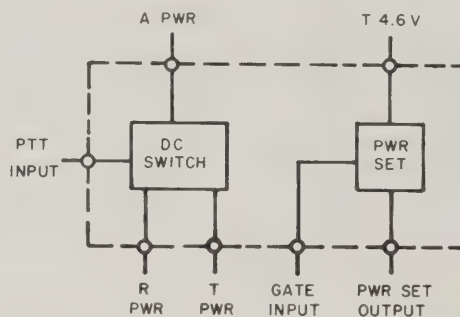 A PWR
T 4.6 V
PTT
INPUT
DC
SWITCH
PWR
SET
R
PWR
T
PWR
GATE
INPUT
PWR SET
OUTPUT